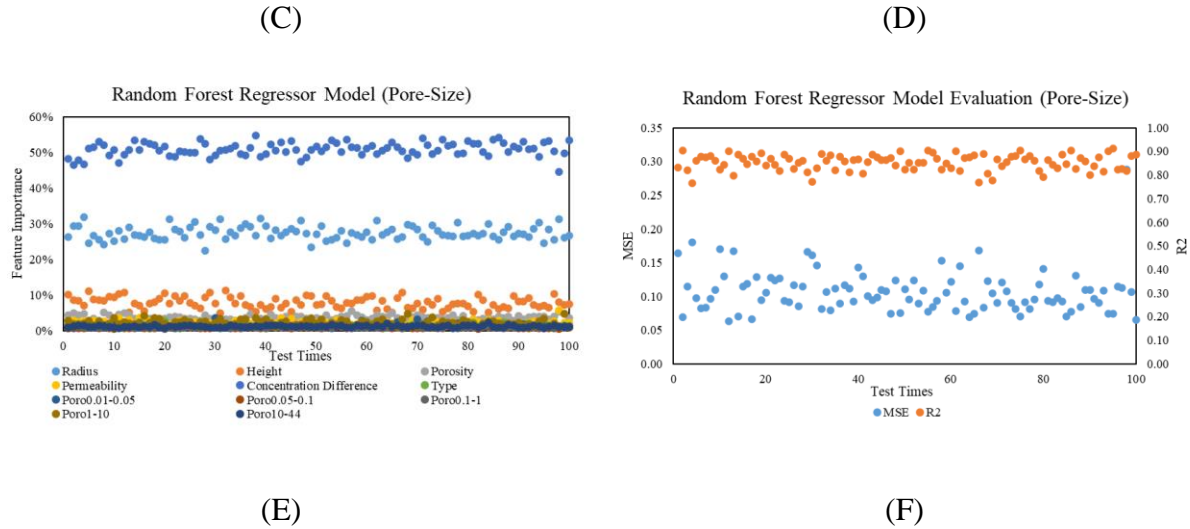 (C)
(D)
Random Forest Regressor Model (Pore-Size)
60%
50%
40%
30%
20%
10%
0%
Feature Importance
0 10 20 30 40 50 60 70 80 90 100
Test Times
Radius Height Porosity
Permeability Concentration Difference Type
Poro0.01-0.05 Poro0.05-0.1 Poro0.1-1
Poro1-10 Poro10-44
Random Forest Regressor Model Evaluation (Pore-Size)
0.35
0.30
0.25
0.20
0.15
0.10
0.05
0.00
MSE
1.00
0.90
0.80
0.70
0.60
0.50
0.40
0.30
0.20
0.10
0.00
R2
0 20 40 60 80 100
Test Times
MSE R2
(E)
(F)